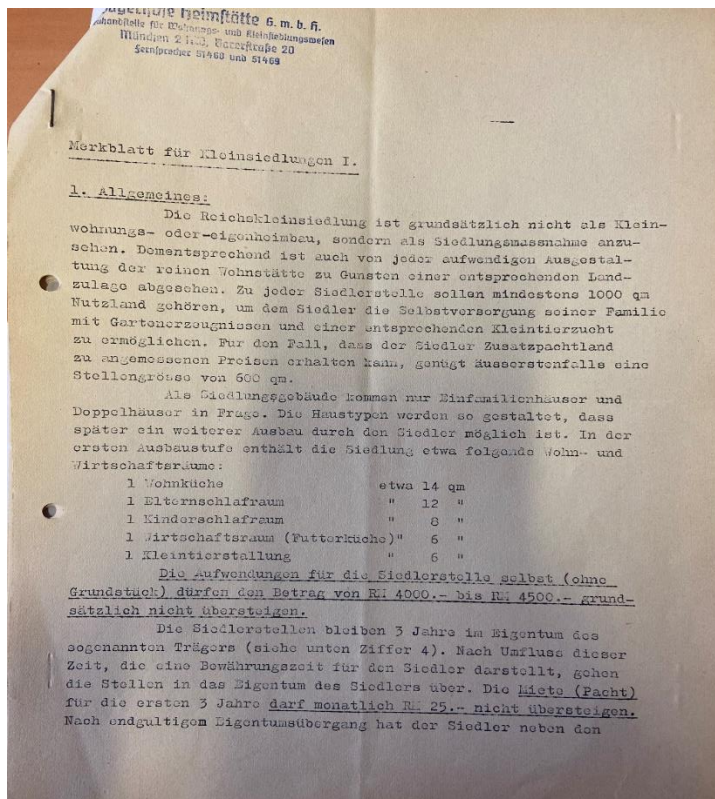 Heimstätte G.m.b.H.
für Wohnungs- und Kleinsiedlungswesen
München 2 Barerstraße 20
Fernsprecher 51468 und 51469
Merkblatt für Kleinsiedlungen I.
1. Allgemeines:
Die Reichskleinsiedlung ist grundsätzlich nicht als Klein-
wohnungs- oder-eigenheimbau, sondern als Siedlungsmassnahme anzu-
sehen. Dementsprechend ist auch von jeder aufwendigen Ausgestal-
tung der reinen Wohnstätte zu Gunsten einer entsprechenden Land-
zulage abgesehen. Zu jeder Siedlerstelle sollen mindestens 1000 qm
Nutzland gehören, um dem Siedler die Selbstversorgung seiner Familie
mit Gartenerzeugnissen und einer entsprechenden Kleintierzucht
zu ermöglichen. Für den Fall, dass der Siedler Zusatzpachtland
zu angemessenen Preisen erhalten kann, genügt äusserstenfalls eine
Stellengrösse von 600 qm.
Als Siedlungsgebäude kommen nur Einfamilienhäuser und
Doppelhäuser in Frage. Die Haustypen werden so gestaltet, dass
später ein weiterer Ausbau durch den Siedler möglich ist. In der
ersten Ausbaustufe enthält die Siedlung etwa folgende Wohn- und
Wirtschaftsräume:
1 Wohnküche etwa 14 qm
1 Elternschlafraum " 12 "
1 Kinderschlafraum " 8 "
1 Wirtschaftsraum (Futterküche)" 6 "
1 Kleintierstallung " 6 "
Die Aufwendungen für die Siedlerstelle selbst (ohne
Grundstück) dürfen den Betrag von RM 4000.- bis RM 4500.- grund-
sätzlich nicht übersteigen.
Die Siedlerstellen bleiben 3 Jahre im Eigentum des
sogenannten Trägers (siehe unten Ziffer 4). Nach Umfluss dieser
Zeit, die eine Bewährungszeit für den Siedler darstellt, gehen
die Stellen in das Eigentum des Siedlers über. Die Miete (Pacht)
für die ersten 3 Jahre darf monatlich RM 25.- nicht übersteigen.
Nach endgultigem Eigentumsübergang hat der Siedler neben den